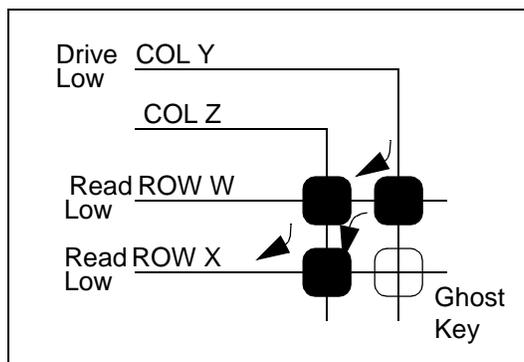 Drive COL Y
Low
COL Z
Read ROW W
Low
Read ROW X
Low
Ghost
Key